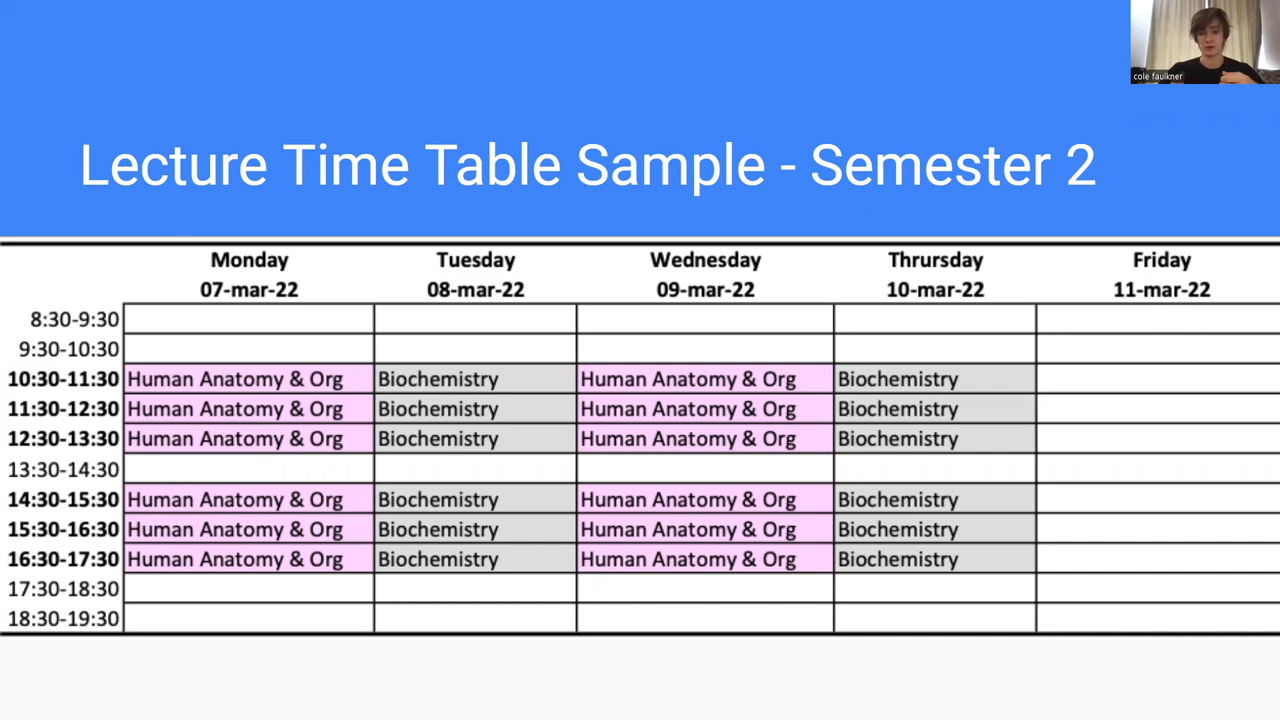 cole faulkner
Lecture Time Table Sample - Semester 2
Monday Tuesday Wednesday Thrursday Friday
07-mar-22 08-mar-22 09-mar-22 10-mar-22 11-mar-22
8:30-9:30
9:30-10:30
10:30-11:30 Human Anatomy & Org Biochemistry Human Anatomy & Org Biochemistry
11:30-12:30 Human Anatomy & Org Biochemistry Human Anatomy & Org Biochemistry
12:30-13:30 Human Anatomy & Org Biochemistry Human Anatomy & Org Biochemistry
13:30-14:30
14:30-15:30 Human Anatomy & Org Biochemistry Human Anatomy & Org Biochemistry
15:30-16:30 Human Anatomy & Org Biochemistry Human Anatomy & Org Biochemistry
16:30-17:30 Human Anatomy & Org Biochemistry Human Anatomy & Org Biochemistry
17:30-18:30
18:30-19:30